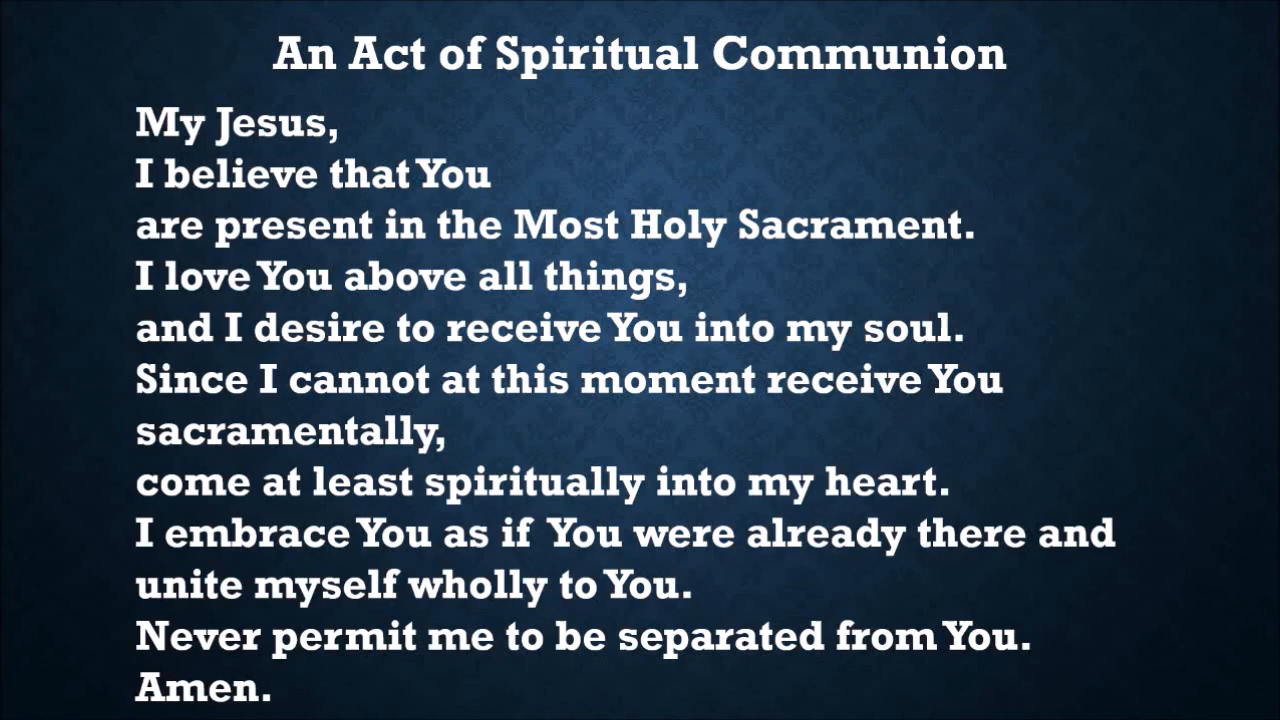 An Act of Spiritual Communion
My Jesus,
I believe that You
are present in the Most Holy Sacrament.
I love You above all things,
and I desire to receive You into my soul.
Since I cannot at this moment receive You
sacramentally,
come at least spiritually into my heart.
I embrace You as if You were already there and
unite myself wholly to You.
Never permit me to be separated from You.
Amen.